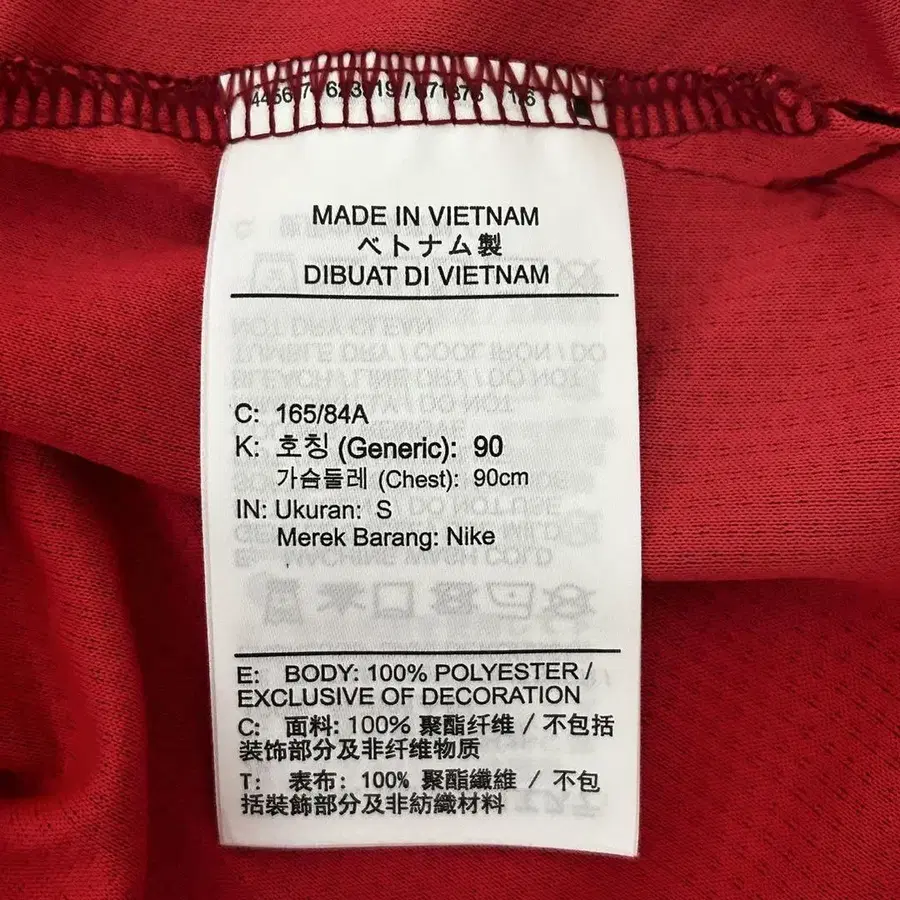 MADE IN VIETNAM
ベトナム製
DIBUAT DI VIETNAM
C: 165/84A
K: 호칭 (Generic): 90
가슴둘레 (Chest): 90cm
IN: Ukuran: S
Merek Barang: Nike
E: BODY: 100% POLYESTER /
EXCLUSIVE OF DECORATION
C: 面料: 100% 聚酯纤维 / 不包括
装饰部分及非纤维物质
T: 表布: 100% 聚酯纖維 / 不包
括裝飾部分及非紡織材料